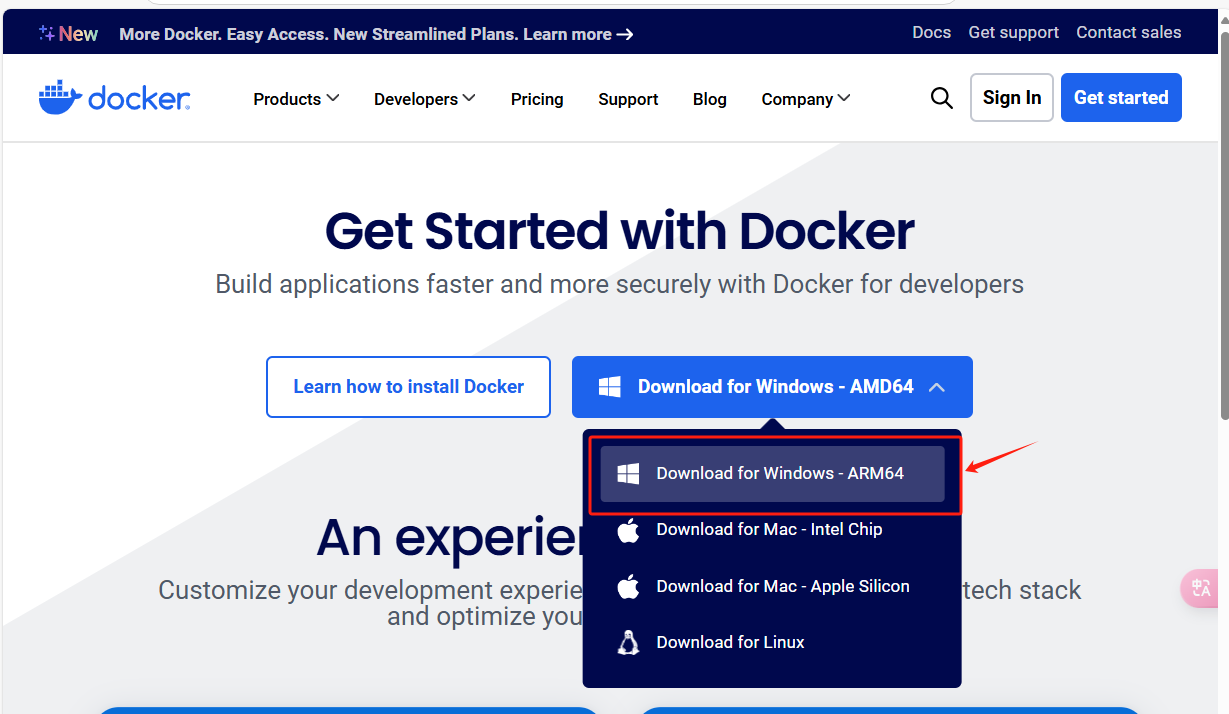 New More Docker. Easy Access. New Streamlined Plans. Learn more → Docs Get support Contact sales
docker Products Developers Pricing Support Blog Company Sign In Get started
Get Started with Docker
Build applications faster and more securely with Docker for developers
Learn how to install Docker Download for Windows - AMD64
Download for Windows - ARM64
Download for Mac - Intel Chip
Download for Mac - Apple Silicon
Download for Linux
An experien
Customize your development experie tech stack
and optimize you
中A